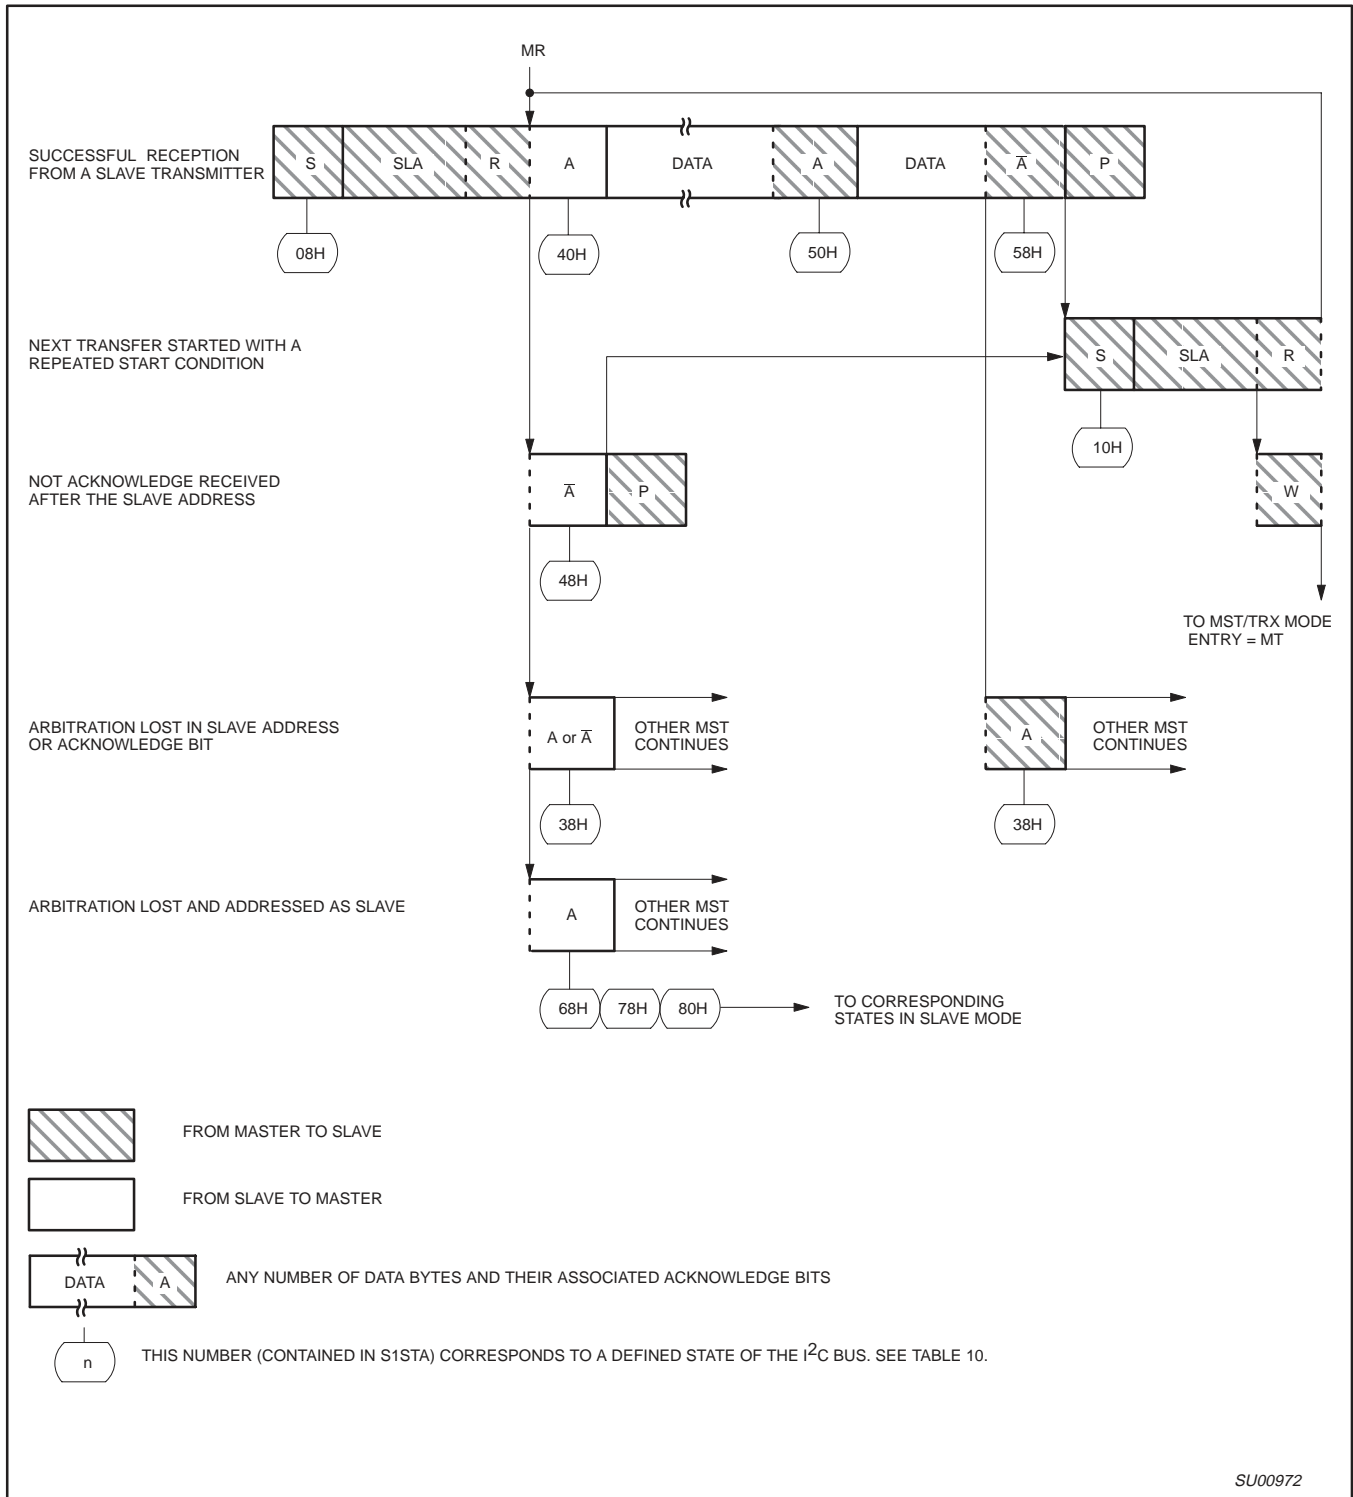 MR
SUCCESSFUL RECEPTION
FROM A SLAVE TRANSMITTER
S SLA R A DATA A DATA A̅ P
08H 40H 50H 58H
NEXT TRANSFER STARTED WITH A
REPEATED START CONDITION
S SLA R
10H
NOT ACKNOWLEDGE RECEIVED
AFTER THE SLAVE ADDRESS
A̅ P
W
48H
TO MST/TRX MODE
ENTRY = MT
ARBITRATION LOST IN SLAVE ADDRESS
OR ACKNOWLEDGE BIT
A or A̅
OTHER MST
CONTINUES
A
OTHER MST
CONTINUES
38H 38H
ARBITRATION LOST AND ADDRESSED AS SLAVE
A
OTHER MST
CONTINUES
68H 78H 80H
TO CORRESPONDING
STATES IN SLAVE MODE
FROM MASTER TO SLAVE
FROM SLAVE TO MASTER
DATA A
ANY NUMBER OF DATA BYTES AND THEIR ASSOCIATED ACKNOWLEDGE BITS
n
THIS NUMBER (CONTAINED IN S1STA) CORRESPONDS TO A DEFINED STATE OF THE I²C BUS. SEE TABLE 10.
SU00972